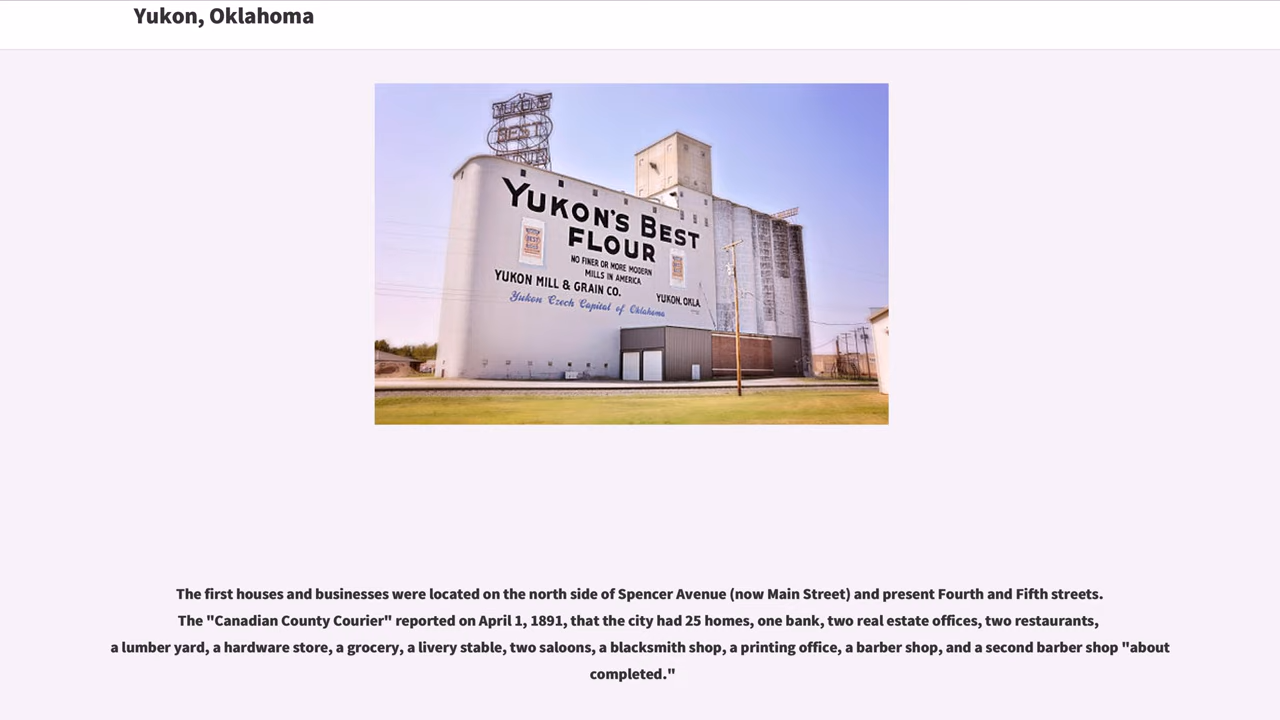 Yukon, Oklahoma
YUKON'S
BEST
FLOUR
YUKON'S BEST
FLOUR
NO FINER OR MORE MODERN
MILLS IN AMERICA
YUKON MILL & GRAIN CO.
YUKON, OKLA.
Yukon Czech Capital of Oklahoma
The first houses and businesses were located on the north side of Spencer Avenue (now Main Street) and present Fourth and Fifth streets.
The "Canadian County Courier" reported on April 1, 1891, that the city had 25 homes, one bank, two real estate offices, two restaurants,
a lumber yard, a hardware store, a grocery, a livery stable, two saloons, a blacksmith shop, a printing office, a barber shop, and a second barber shop "about
completed."